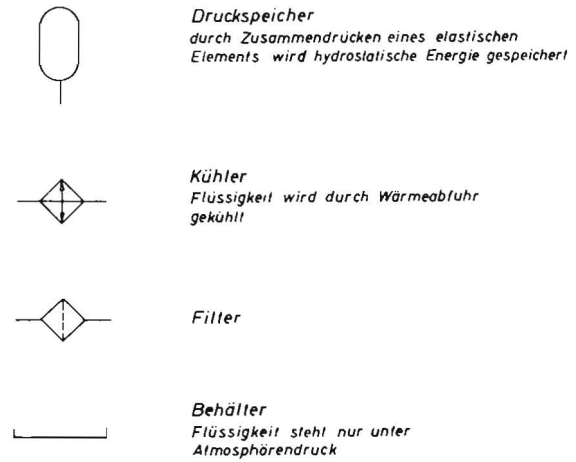 Druckspeicher
durch Zusammendrücken eines elastischen
Elements wird hydrostatische Energie gespeichert
Kühler
Flüssigkeit wird durch Wärmeabfuhr
gekühlt
Filter
Behälter
Flüssigkeit steht nur unter
Atmosphörendruck